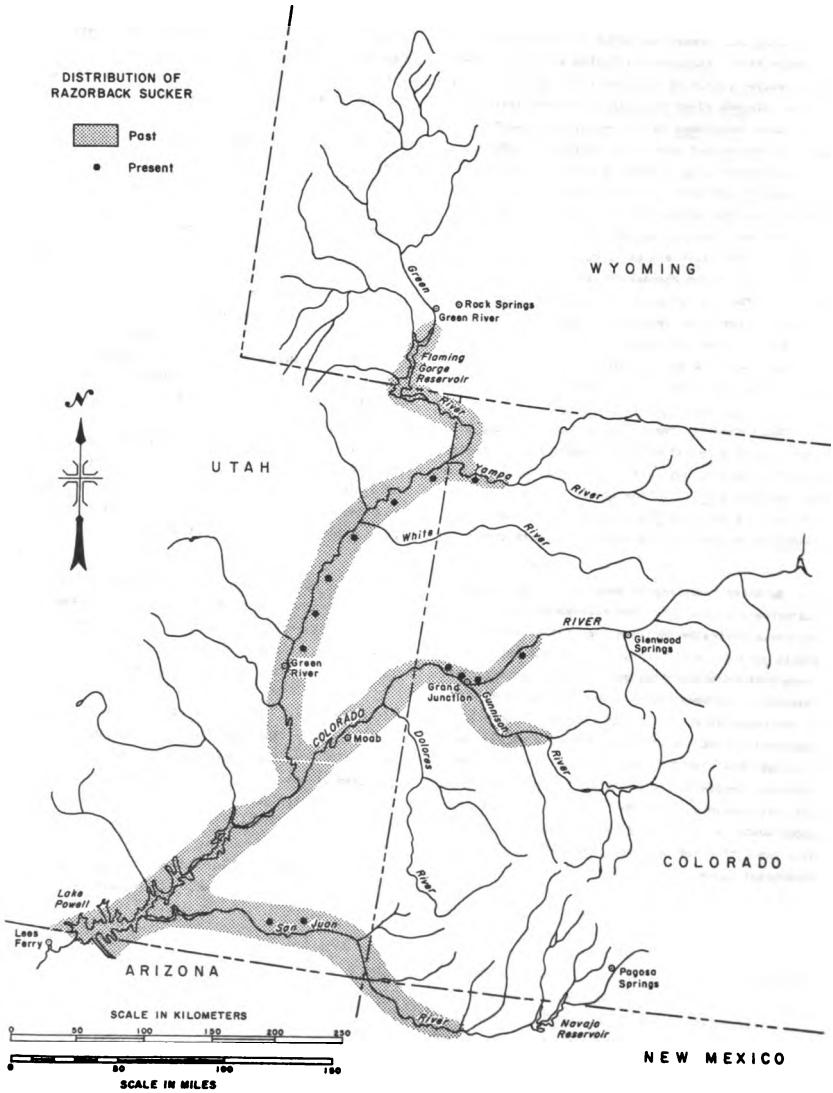 DISTRIBUTION OF
RAZORBACK SUCKER
Past
Present
WYOMING
Green
Rock Springs
Green River
Flaming
Gorge
Reservoir
River
N
UTAH
Yampa
River
White
River
RIVER
Glenwood
Springs
Green
River
Grand
Junction
Gunnison
COLORADO
Moab
Dolores
River
River
COLORADO
Lake
Powell
San Juan
Lees
Ferry
ARIZONA
Pagosa
Springs
SCALE IN KILOMETERS
0 50 100 150 200 250
River
Navajo
Reservoir
0 50 100 150
SCALE IN MILES
NEW MEXICO